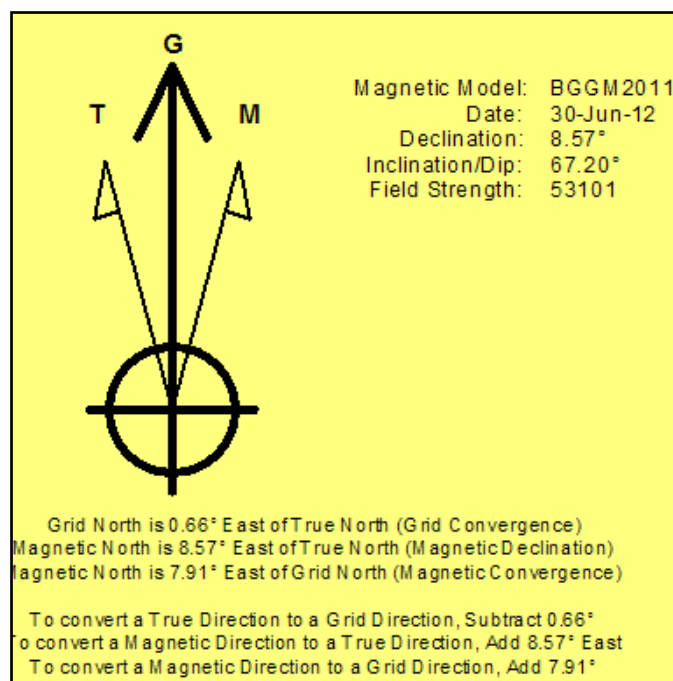 G
T
M
Magnetic Model: BGGM2011
Date: 30-Jun-12
Declination: 8.57°
Inclination/Dip: 67.20°
Field Strength: 53101
Grid North is 0.66° East of True North (Grid Convergence)
Magnetic North is 8.57° East of True North (Magnetic Declination)
Magnetic North is 7.91° East of Grid North (Magnetic Convergence)
To convert a True Direction to a Grid Direction, Subtract 0.66°
To convert a Magnetic Direction to a True Direction, Add 8.57° East
To convert a Magnetic Direction to a Grid Direction, Add 7.91°